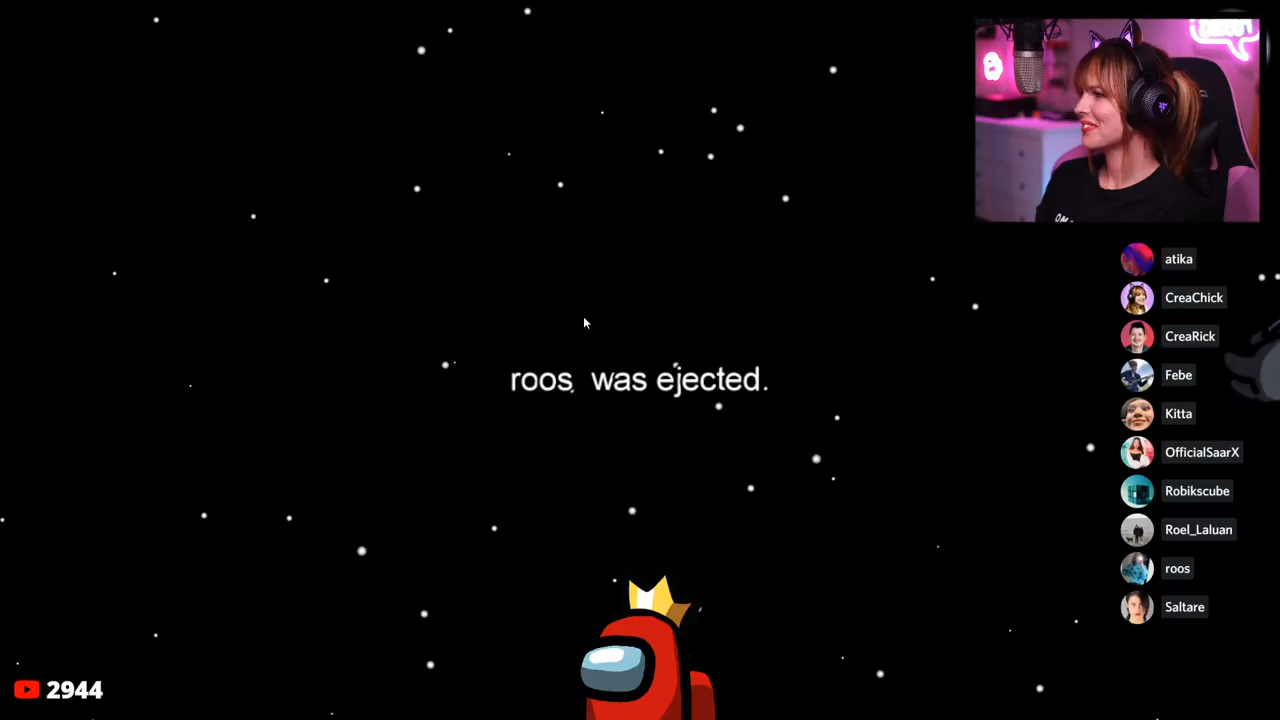 roos was ejected.
atika
CreaChick
CreaRick
Febe
Kitta
OfficialSaarX
Robikscube
Roel_Laluan
roos
Saltare
2944